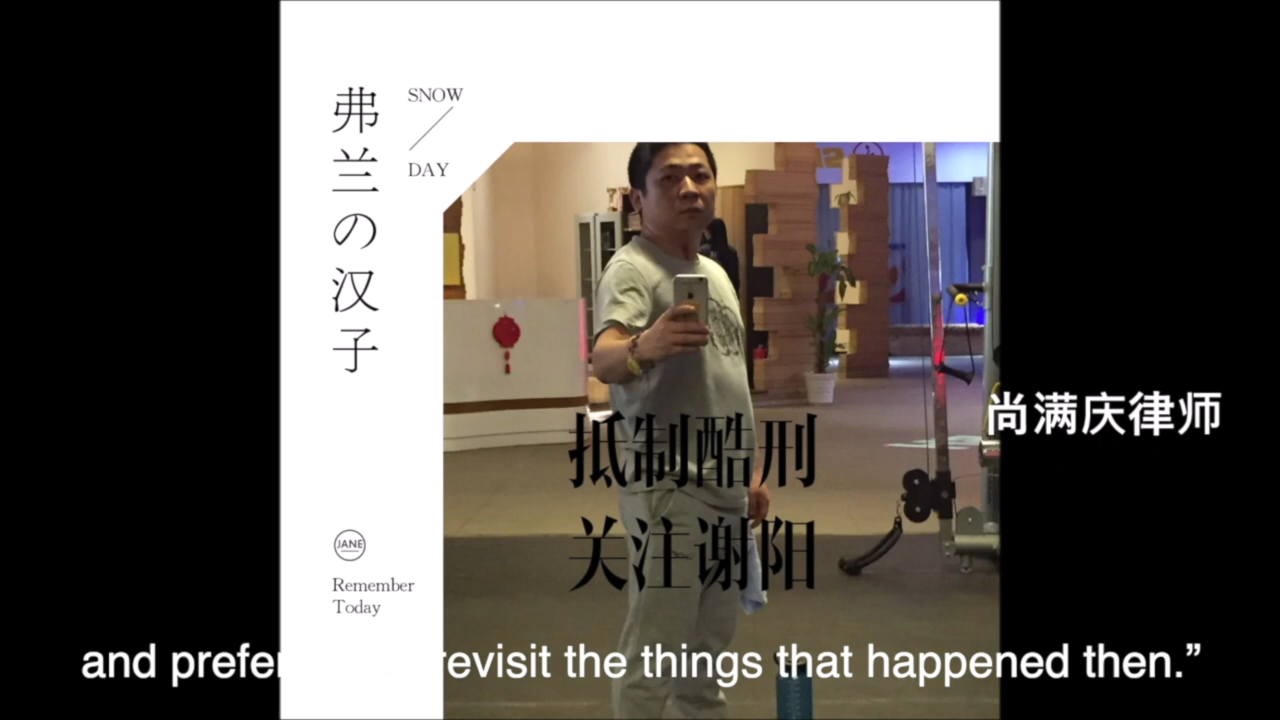 弗兰の汉子
SNOW
DAY
抵制酷刑
关注谢阳
尚满庆律师
JANE
Remember
Today
and prefer revisit the things that happened then.”